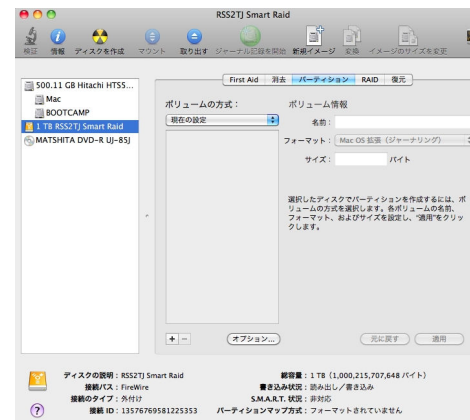 RSS2TJ Smart Raid
検証 情報 ディスクを作成 マウント 取り出す ジャーナル記録を開始 新規イメージ 変換 イメージのサイズを変更
First Aid 消去 パーティション RAID 復元
500.11 GB Hitachi HTS5...
Mac
BOOTCAMP
1 TB RSS2TJ Smart Raid
MATSHITA DVD-R UJ-85J
ボリュームの方式：
現在の設定
ボリューム情報
名前：
フォーマット： Mac OS 拡張（ジャーナリング）
サイズ： バイト
選択したディスクでパーティションを作成するには、ボ
リュームの方式を選択します。各ボリュームの名前、
フォーマット、およびサイズを設定し、“適用”をクリッ
クします。
+ - オプション... 元に戻す 適用
ディスクの説明：RSS2TJ Smart Raid
接続バス：FireWire
接続のタイプ：外付け
接続 ID：13576769581225353
総容量：1 TB（1,000,215,707,648 バイト）
書き込み状況：読み出し／書き込み
S.M.A.R.T. 状況：非対応
パーティションマップ方式：フォーマットされていません
?